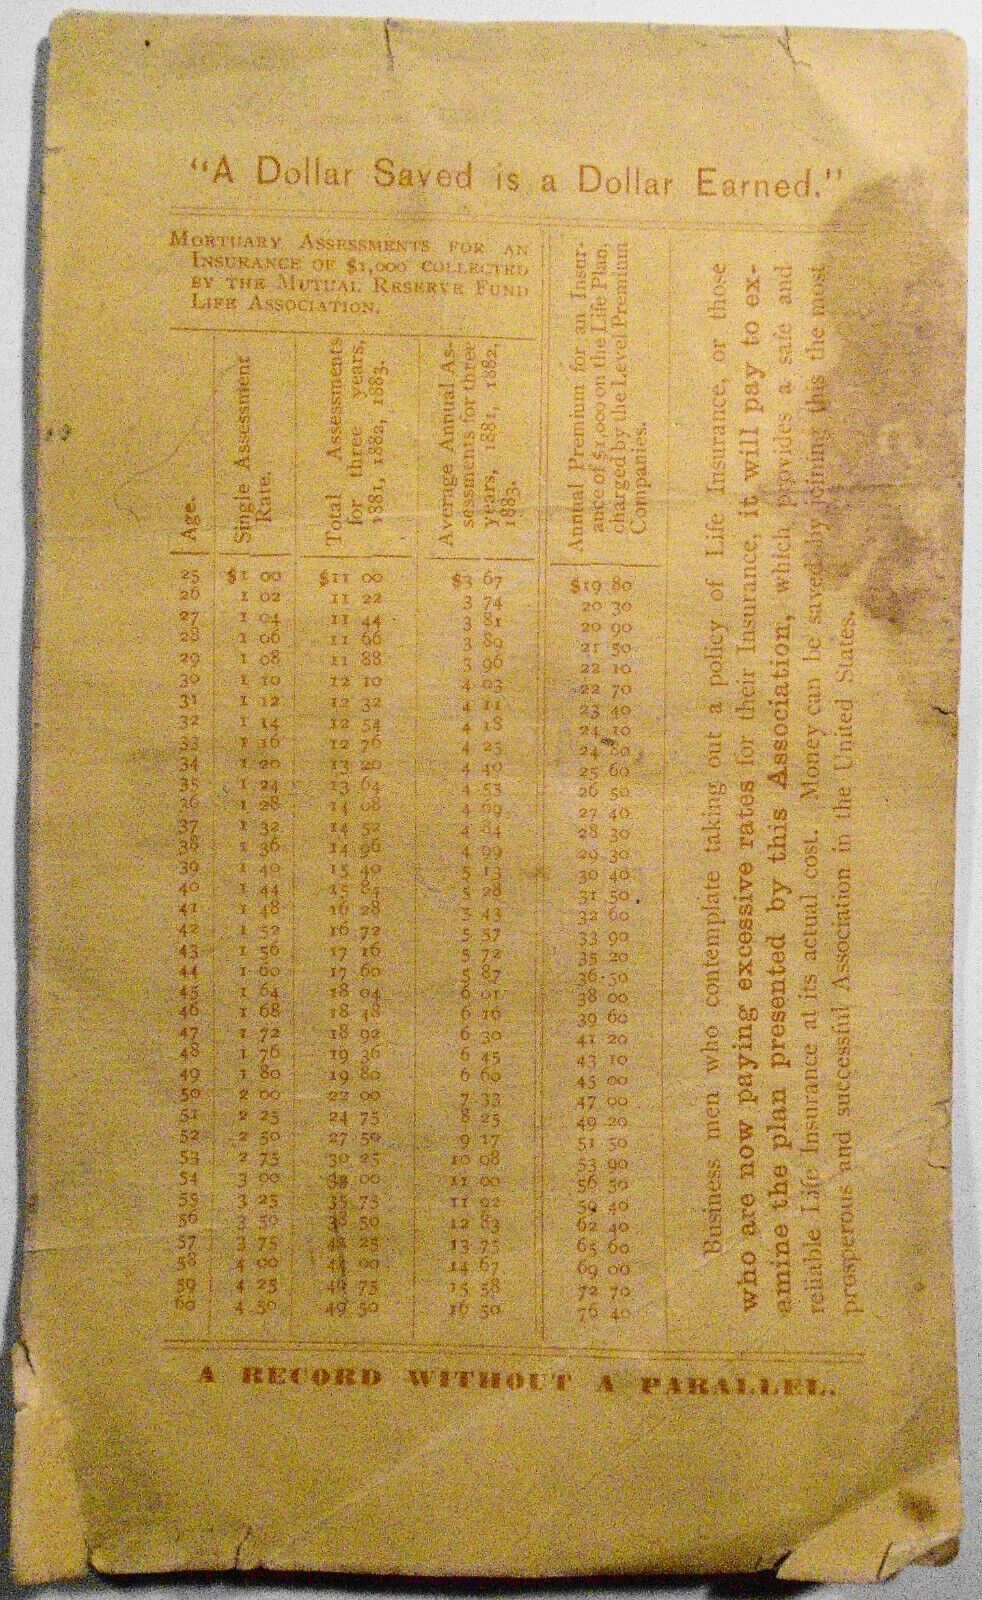 "A Dollar Saved is a Dollar Earned."
MORTUARY ASSESSMENTS FOR AN
INSURANCE OF $1,000 COLLECTED
BY THE MUTUAL RESERVE FUND
LIFE ASSOCIATION.
Age.
Single Assessment
Rate.
Total Assessments
for three years,
1881, 1882, 1883.
Average Annual As-
sessments for three
years, 1881, 1882,
1883.
Annual Premium for an Insur-
ance of $1,000 on the Life Plan,
charged by the Level Premium
Companies.
25 $1 00 $11 00 $3 67 $19 80
26 1 02 11 22 3 74 20 30
27 1 04 11 44 3 81 20 90
28 1 06 11 66 3 89 21 50
29 1 08 11 88 3 96 22 10
30 1 10 12 10 4 03 22 70
31 1 12 12 32 4 11 23 40
32 1 14 12 54 4 18 24 10
33 1 16 12 76 4 25 24 80
34 1 20 13 20 4 40 25 60
35 1 24 13 64 4 53 26 50
36 1 28 14 08 4 69 27 40
37 1 32 14 52 4 84 28 30
38 1 36 14 96 4 99 29 30
39 1 40 15 40 5 13 30 40
40 1 44 15 84 5 28 31 50
41 1 48 16 28 5 43 32 60
42 1 52 16 72 5 57 33 90
43 1 56 17 16 5 72 35 20
44 1 60 17 60 5 87 36 50
45 1 64 18 04 6 01 38 00
46 1 68 18 48 6 16 39 60
47 1 72 18 92 6 30 41 20
48 1 76 19 36 6 45 43 10
49 1 80 19 80 6 60 45 00
50 2 00 22 00 7 33 47 00
51 2 25 24 75 8 25 49 20
52 2 50 27 50 9 17 51 50
53 2 75 30 25 10 08 53 90
54 3 00 33 00 11 00 56 50
55 3 25 35 75 11 92 59 40
56 3 50 38 50 12 83 62 40
57 3 75 41 25 13 75 65 60
58 4 00 44 00 14 67 69 00
59 4 25 46 75 15 58 72 70
60 4 50 49 50 16 50 76 40
Business men who contemplate taking out a policy of Life Insurance, or those
who are now paying excessive rates for their Insurance, it will pay to ex-
amine the plan presented by this Association, which provides a safe and
reliable Life Insurance at its actual cost. Money can be saved by joining this the most
prosperous and successful Association in the United States.
A RECORD WITHOUT A PARALLEL.